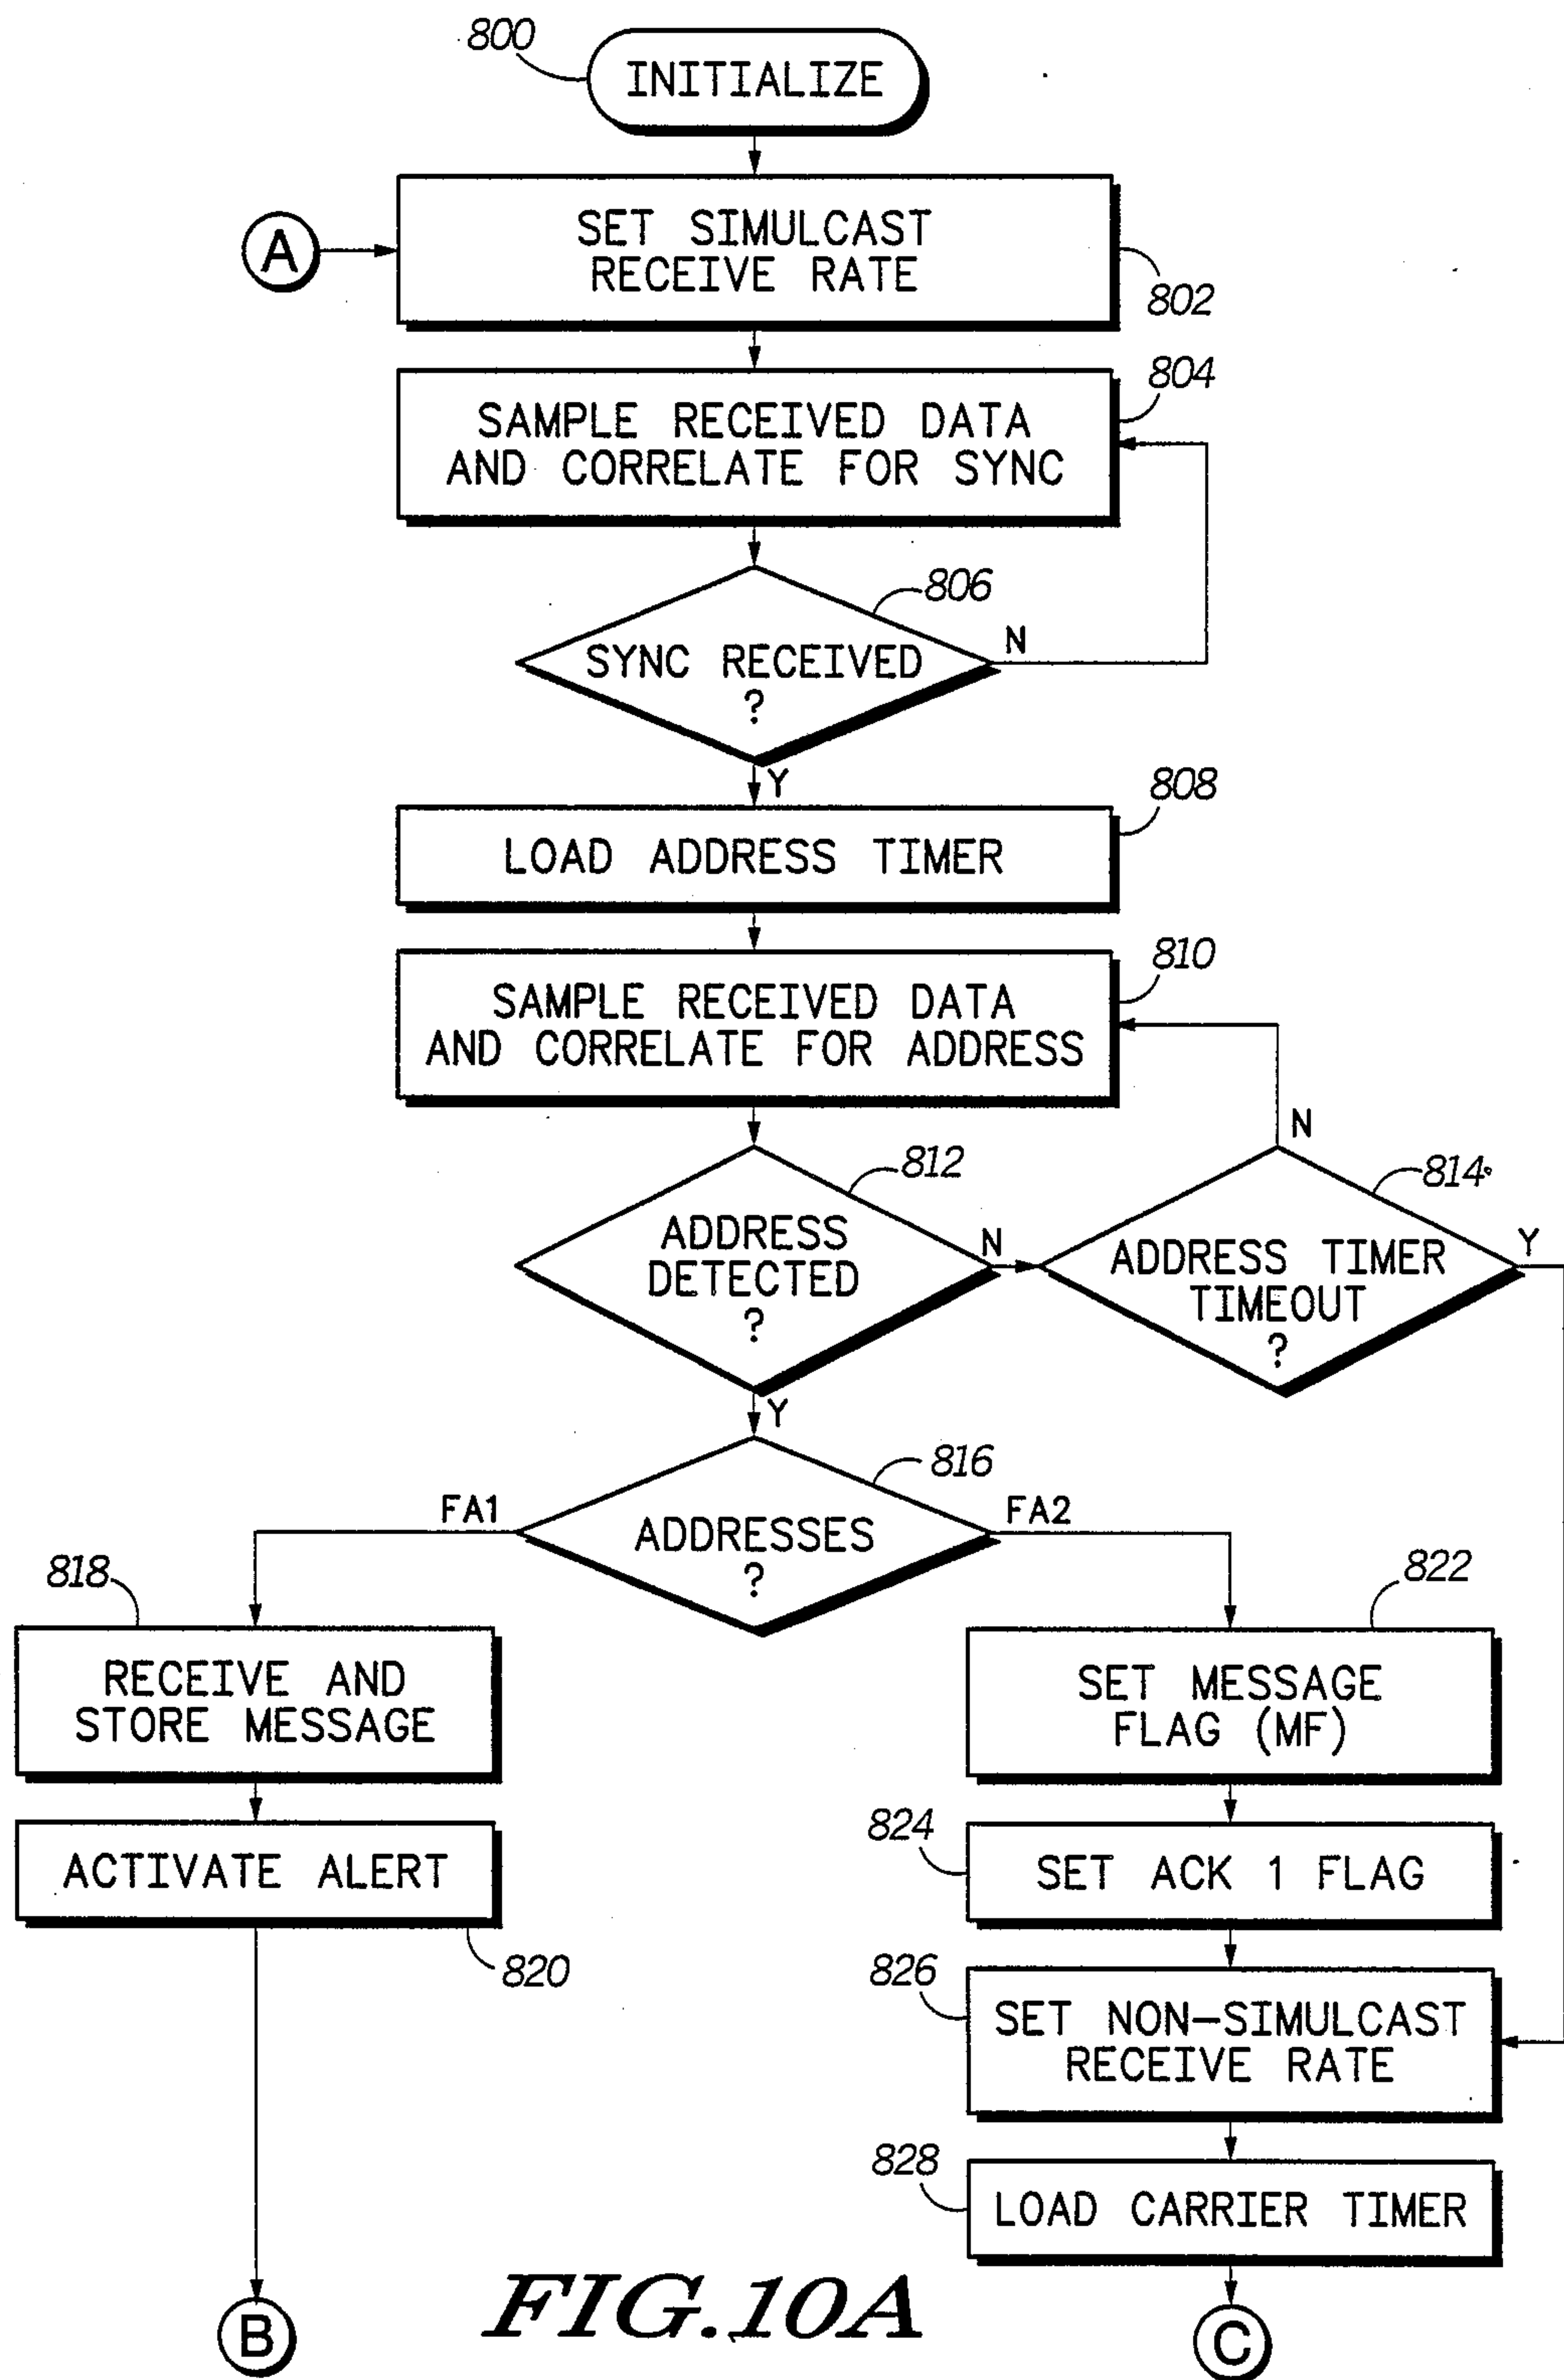 800
INITIALIZE
A
SET SIMULCAST
RECEIVE RATE
802
804
SAMPLE RECEIVED DATA
AND CORRELATE FOR SYNC
806
SYNC RECEIVED
?
N
Y
808
LOAD ADDRESS TIMER
810
SAMPLE RECEIVED DATA
AND CORRELATE FOR ADDRESS
812
ADDRESS
DETECTED
?
N
Y
814
N
ADDRESS TIMER
TIMEOUT
?
Y
816
ADDRESSES
?
FA1
FA2
818
RECEIVE AND
STORE MESSAGE
ACTIVATE ALERT
820
B
822
SET MESSAGE
FLAG (MF)
824
SET ACK 1 FLAG
826
SET NON-SIMULCAST
RECEIVE RATE
828
LOAD CARRIER TIMER
C
FIG.10A